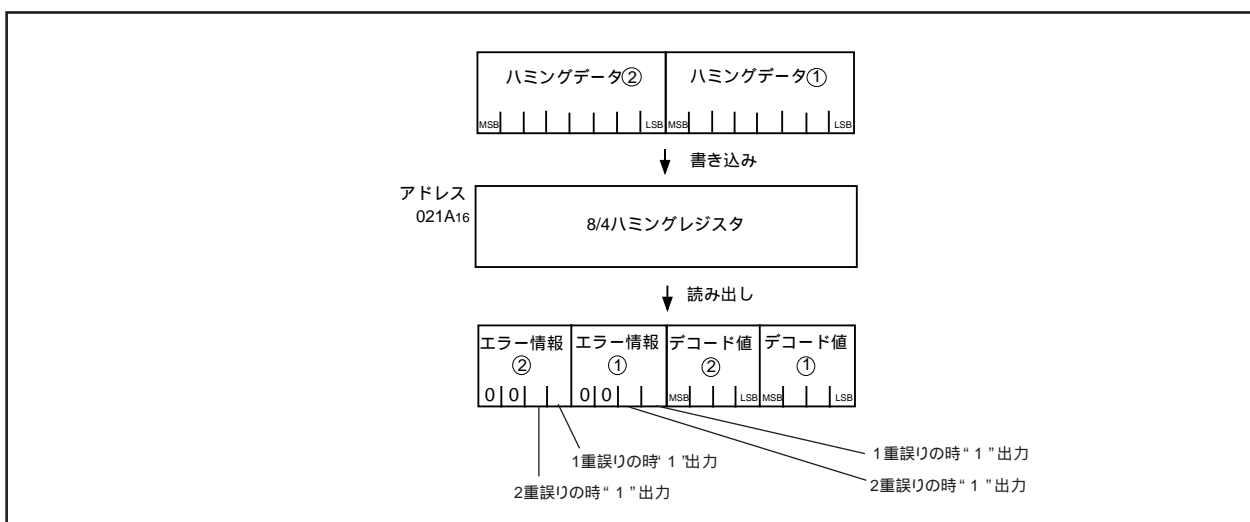 ハミングデータ② ハミングデータ①
MSB LSB MSB LSB
書き込み
アドレス
021A16
8/4ハミングレジスタ
読み出し
エラー情報 エラー情報 デコード値 デコード値
② ① ② ①
0 0 0 0 MSB LSB MSB LSB
1重誤りの時“1”出力
1重誤りの時“1”出力
2重誤りの時“1”出力
2重誤りの時“1”出力